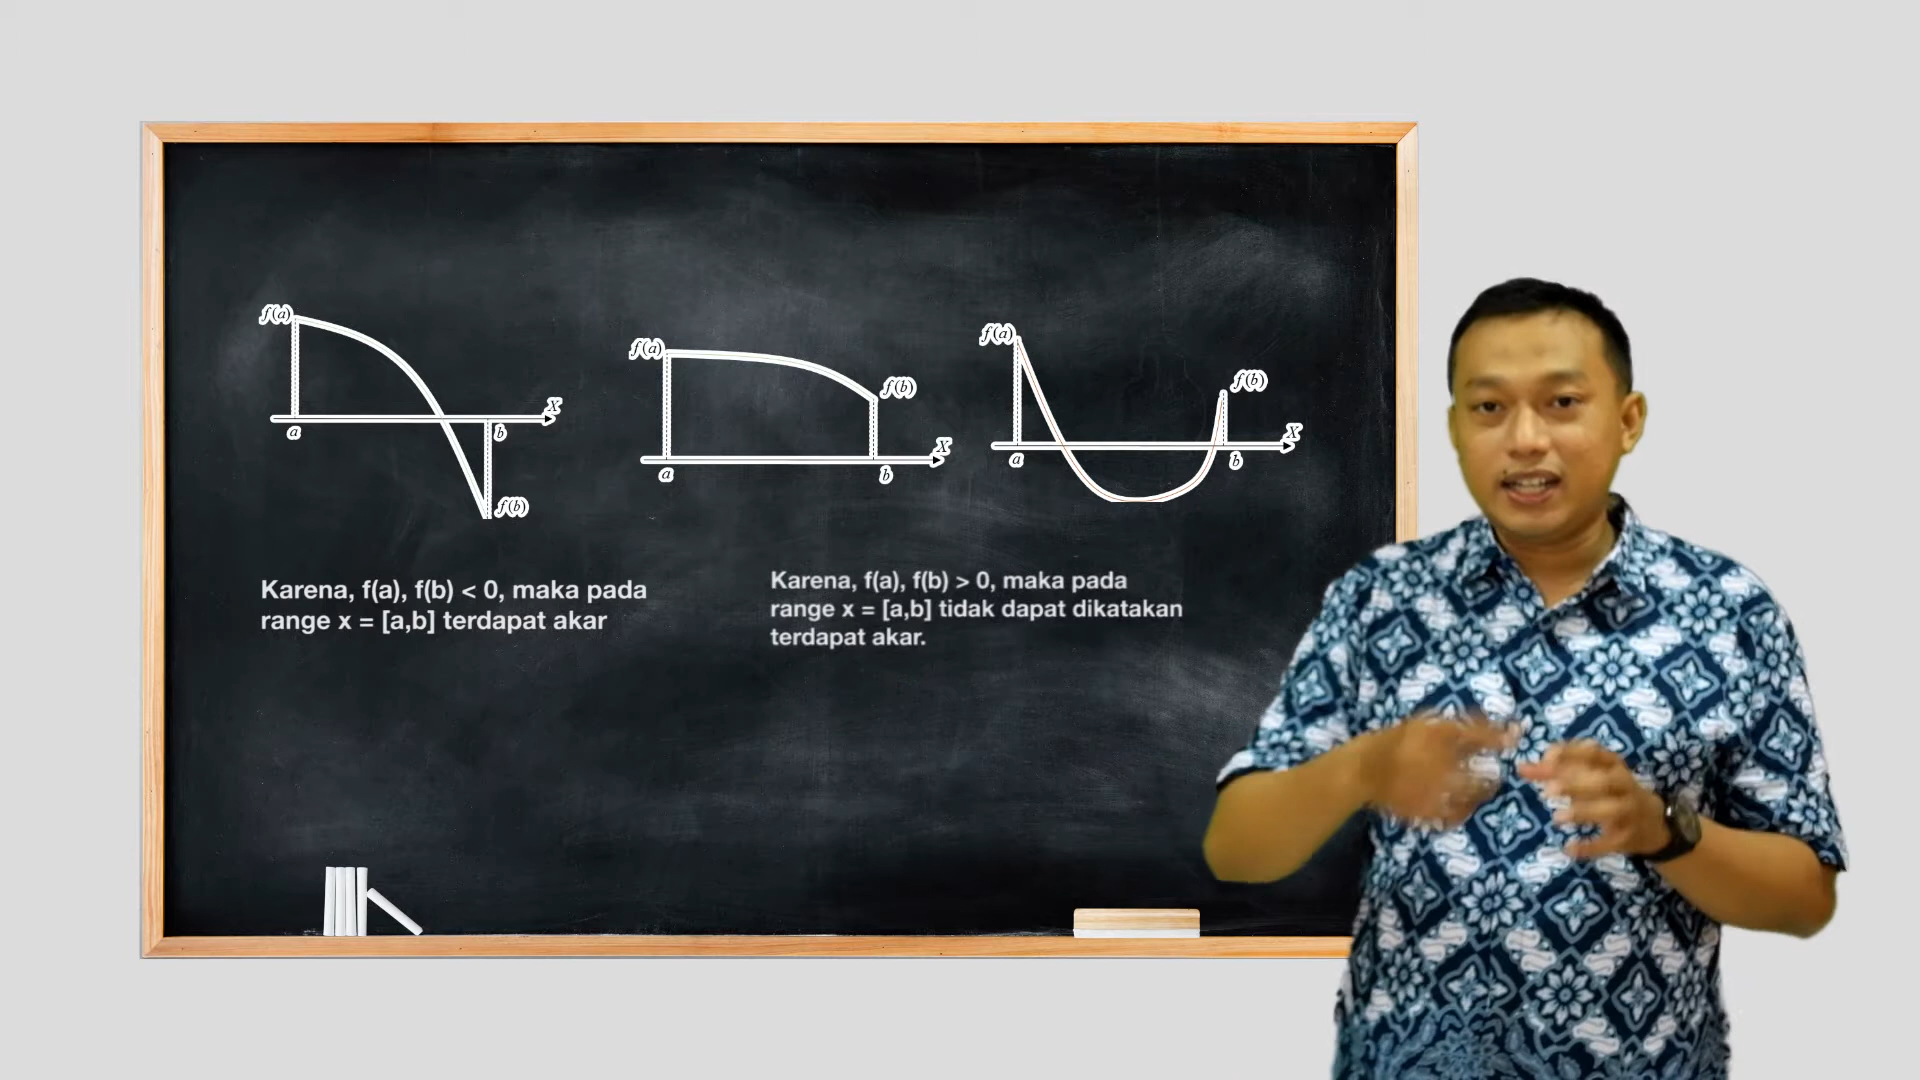 f(a)
X
a
b
f(b)
f(a)
f(b)
X
a
b
f(a)
f(b)
X
a
b
Karena, f(a), f(b) < 0, maka pada
range x = [a,b] terdapat akar
Karena, f(a), f(b) > 0, maka pada
range x = [a,b] tidak dapat dikatakan
terdapat akar.